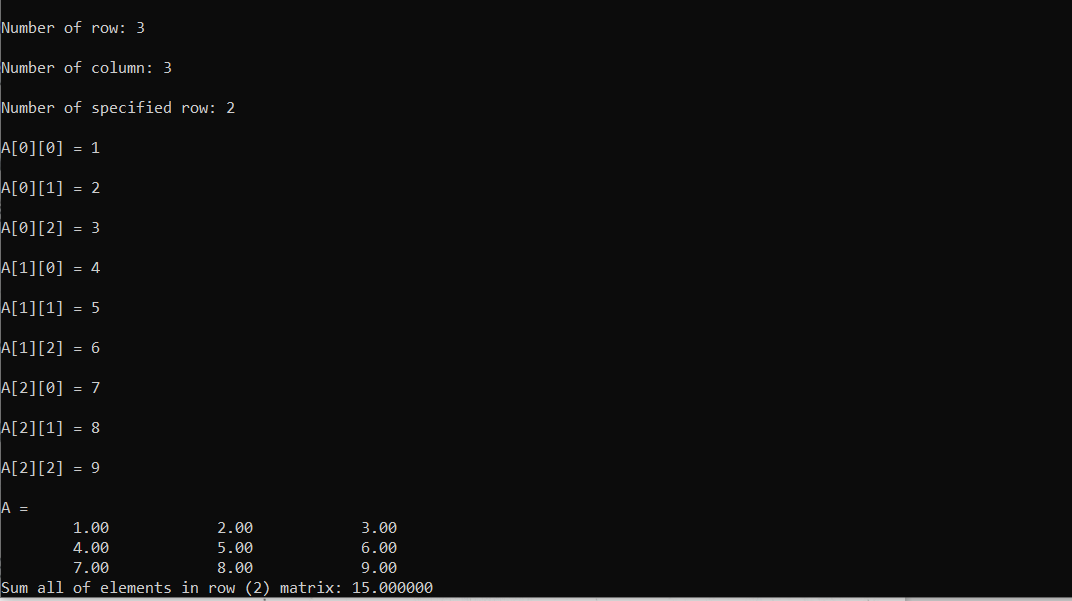 Number of row: 3
Number of column: 3
Number of specified row: 2
A[0][0] = 1
A[0][1] = 2
A[0][2] = 3
A[1][0] = 4
A[1][1] = 5
A[1][2] = 6
A[2][0] = 7
A[2][1] = 8
A[2][2] = 9
A =
1.00 2.00 3.00
4.00 5.00 6.00
7.00 8.00 9.00
Sum all of elements in row (2) matrix: 15.000000